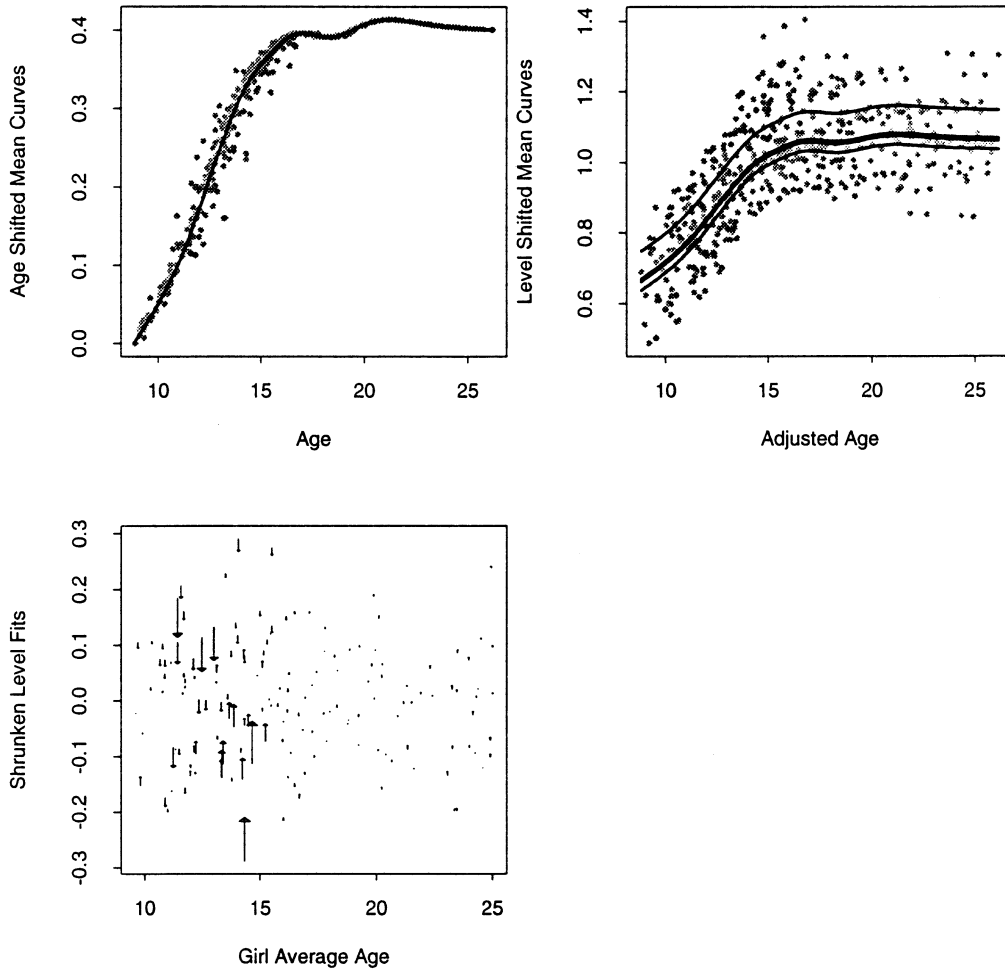 Age Shifted Mean Curves
0.0 0.1 0.2 0.3 0.4
10 15 20 25
Age
Level Shifted Mean Curves
0.6 0.8 1.0 1.2 1.4
10 15 20 25
Adjusted Age
Shrunken Level Fits
-0.3 -0.2 -0.1 0.0 0.1 0.2 0.3
10 15 20 25
Girl Average Age